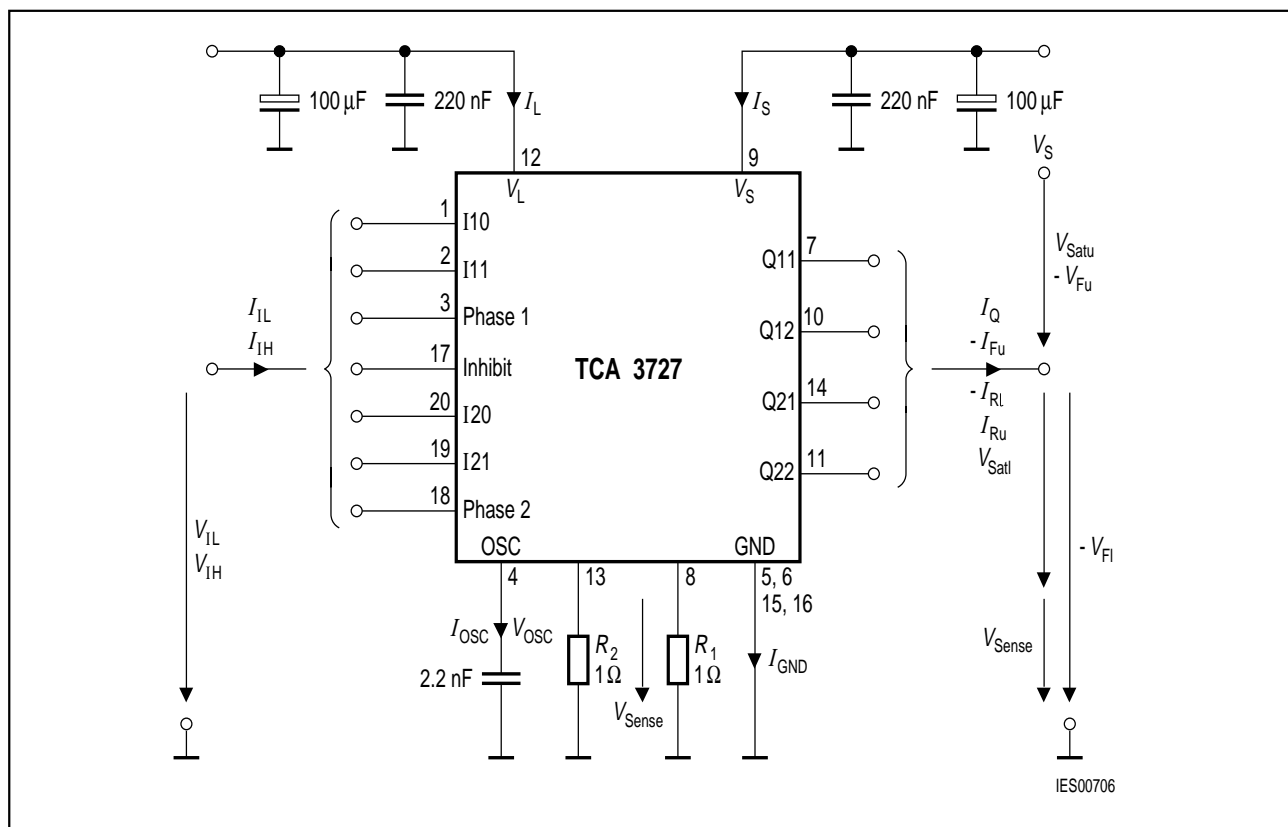 100 µF
220 nF
I_L
I_S
220 nF
100 µF
V_S
12
9
V_L
V_S
1
I10
2
I11
3
Phase 1
17
Inhibit
20
I20
19
I21
18
Phase 2
I_IL
I_IH
V_IL
V_IH
TCA 3727
7
Q11
10
Q12
14
Q21
11
Q22
V_Satu
- V_Fu
I_Q
- I_Fu
- I_Rl
I_Ru
V_Satl
- V_Fl
V_Sense
OSC
GND
4
13
8
5, 6
15, 16
I_OSC
V_OSC
2.2 nF
R_2
1 Ω
V_Sense
R_1
1 Ω
I_GND
IES00706